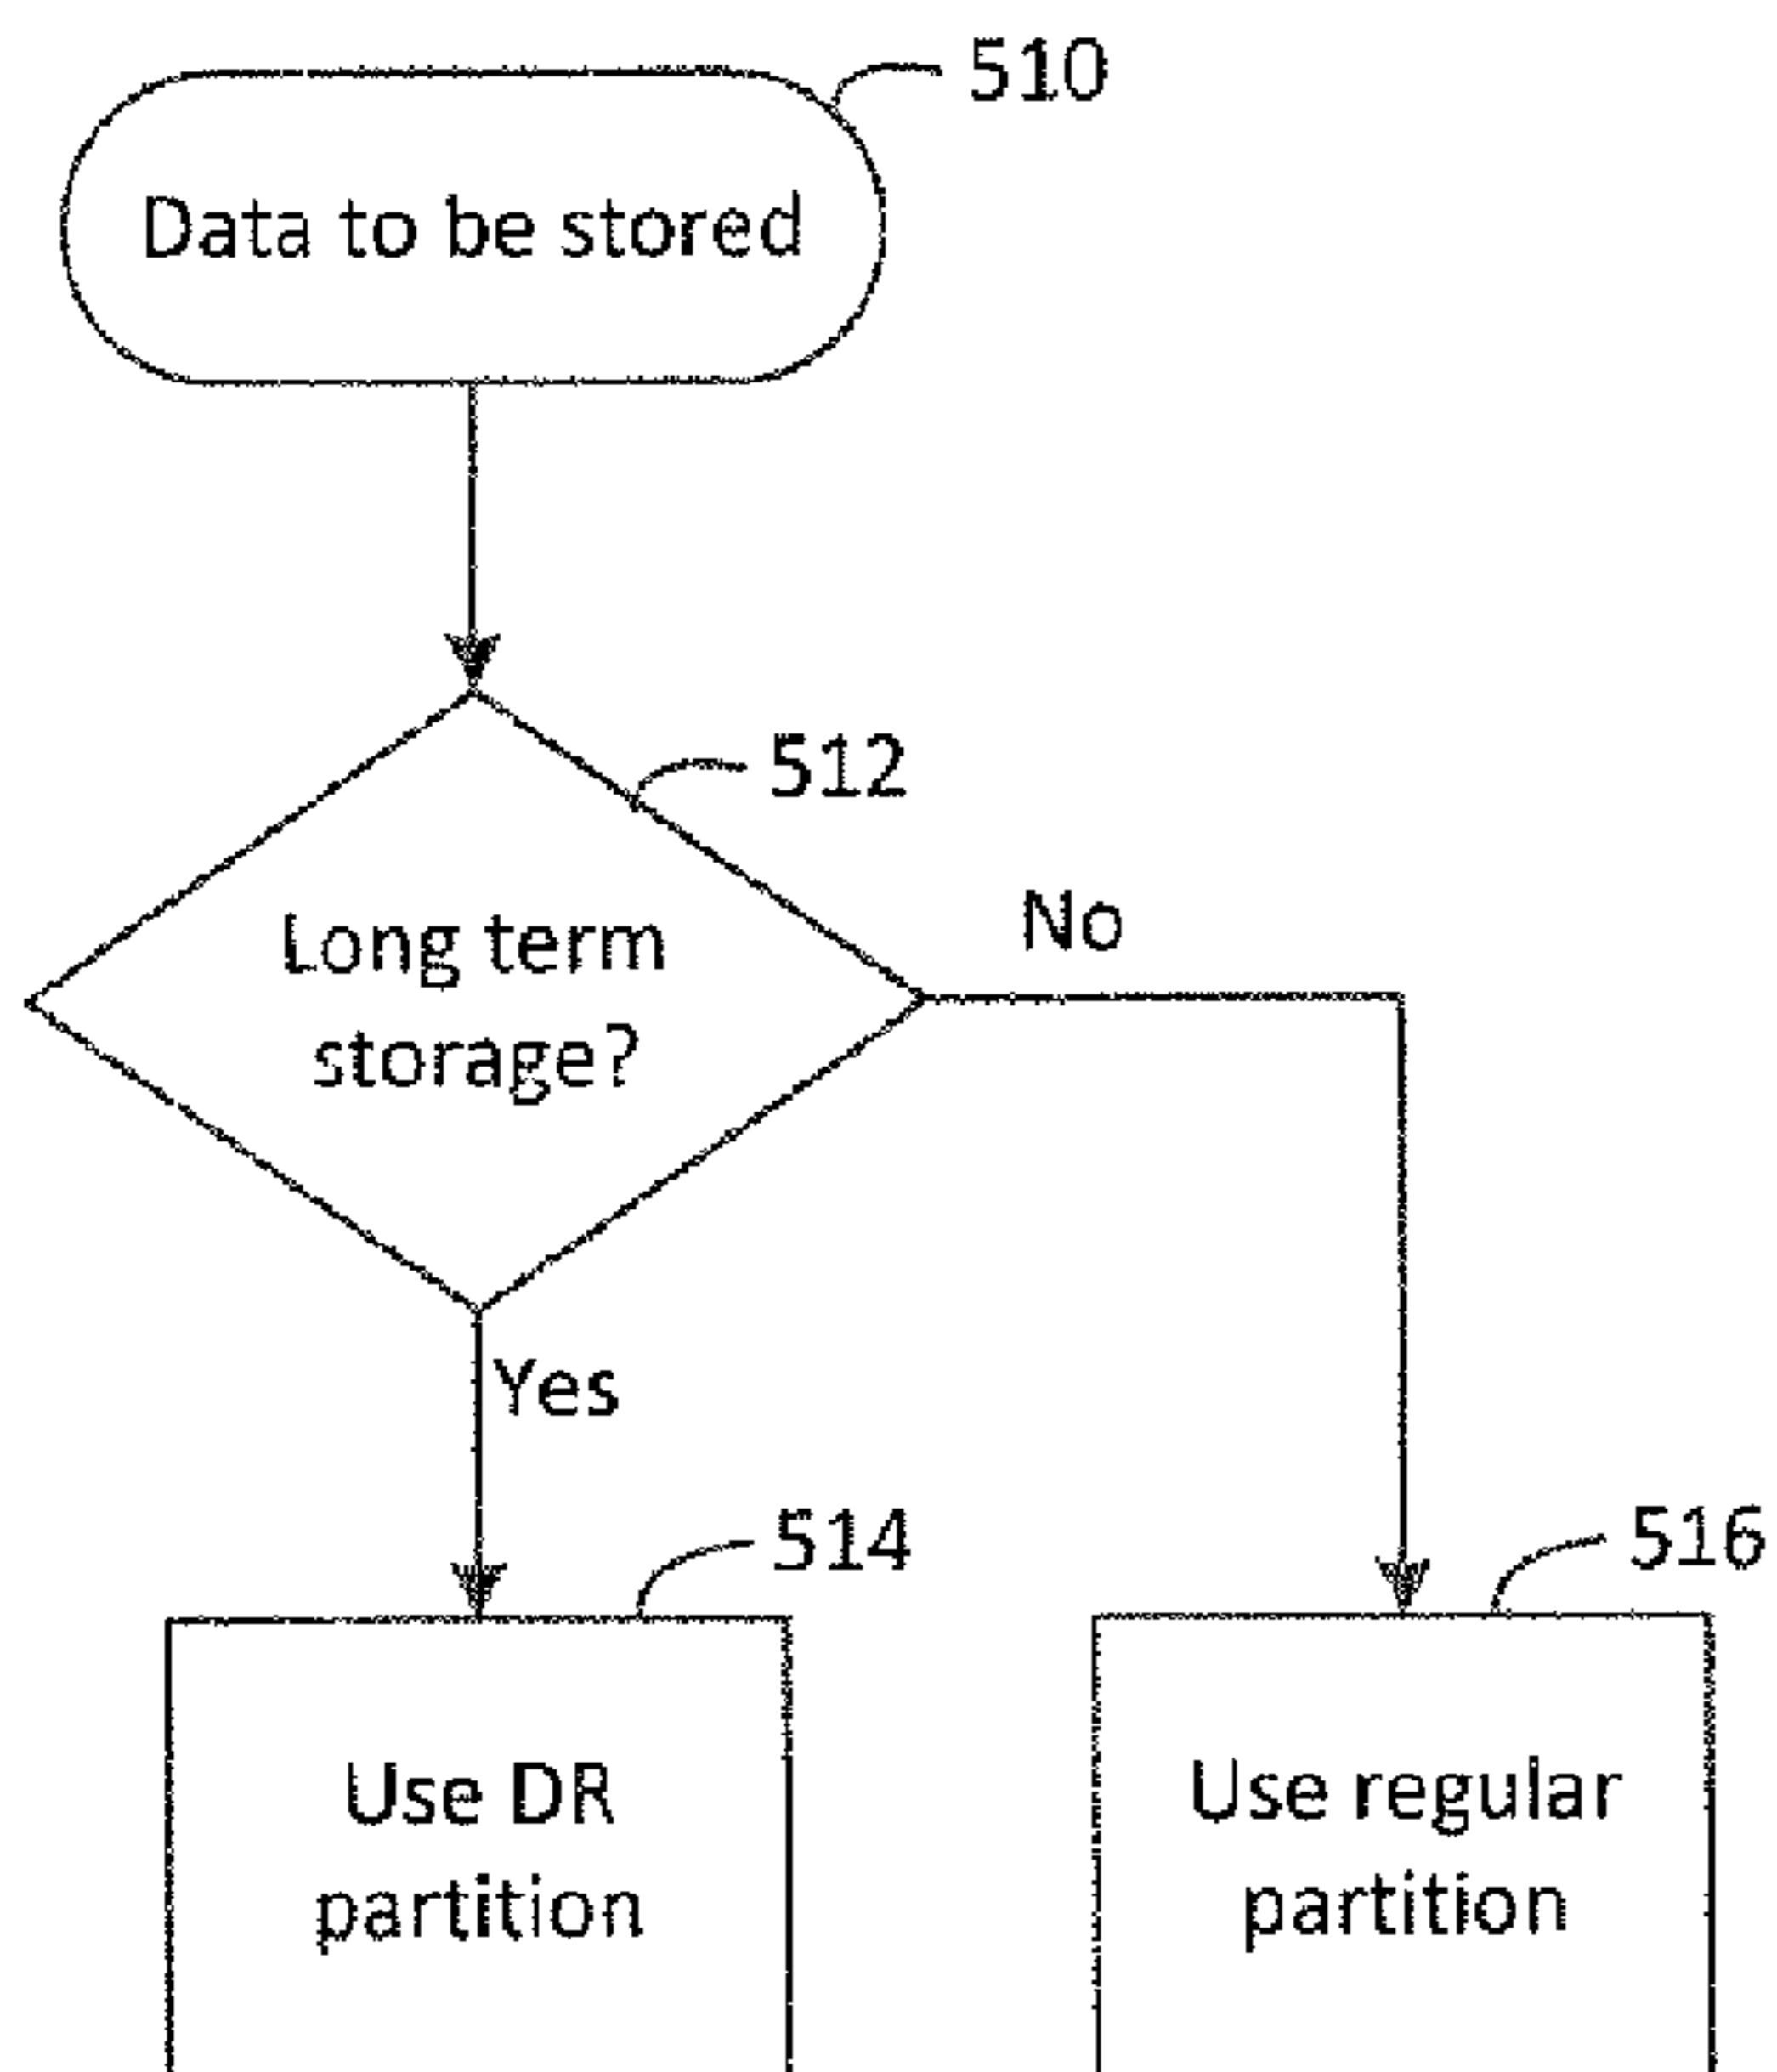 510
Data to be stored
512
Long term
storage?
No
Yes
514
516
Use DR
partition
Use regular
partition